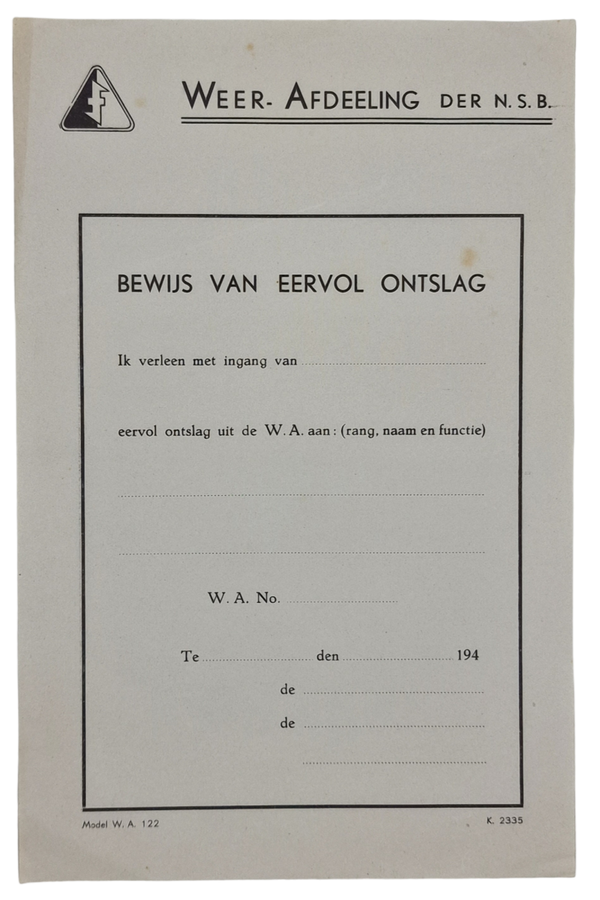 WEER-AFDEELING DER N.S.B.
BEWIJS VAN EERVOL ONTSLAG
Ik verleen met ingang van
eervol ontslag uit de W.A. aan: (rang, naam en functie)
W. A. No.
Te den 194
de
de
Model W. A. 122
K. 2335